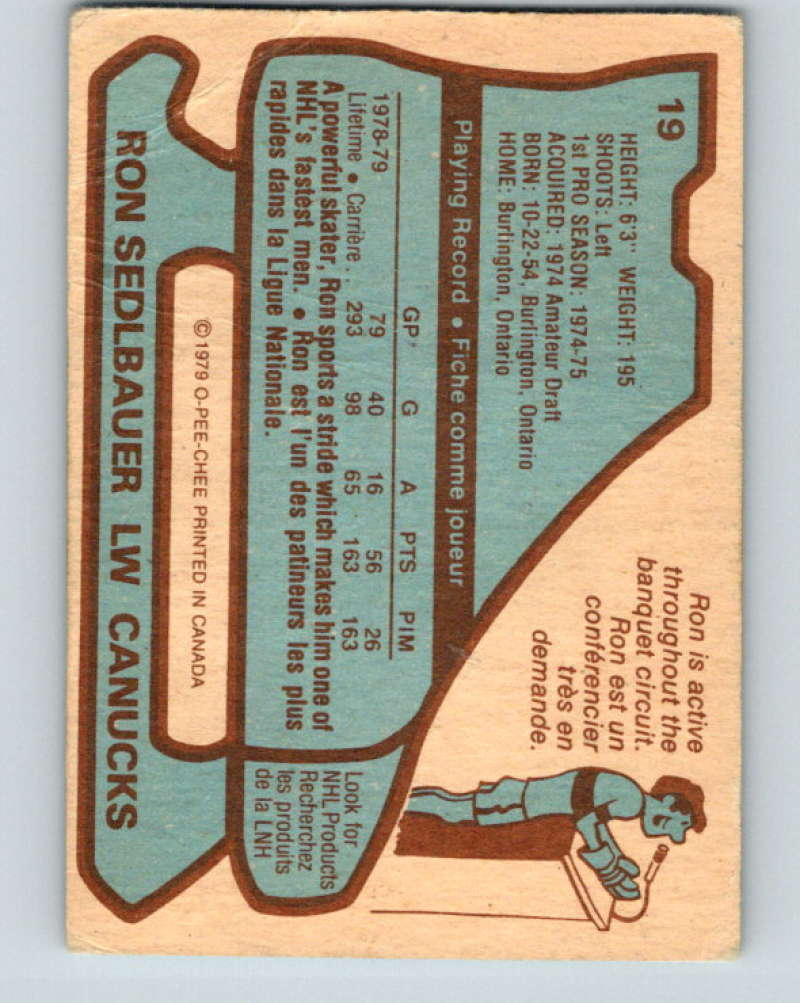 19
HEIGHT: 6'3" WEIGHT: 195
SHOOTS: Left
1st PRO SEASON: 1974-75
ACQUIRED: 1974 Amateur Draft
BORN: 10-22-54, Burlington, Ontario
HOME: Burlington, Ontario
Ron is active
throughout the
banquet circuit.
Ron est un
conférencier
très en
demande.
Playing Record • Fiche comme joueur
GP G A PTS PIM
1978-79 79 40 16 56 26
Lifetime • Carrière . . 293 98 65 163 163
A powerful skater, Ron sports a stride which makes him one of
NHL's fastest men. • Ron est l'un des patineurs les plus
rapides dans la Ligue Nationale.
Look for
NHL Products
Recherchez
les produits
de la LNH
©1979 O-PEE-CHEE PRINTED IN CANADA
RON SEDLBAUER LW CANUCKS